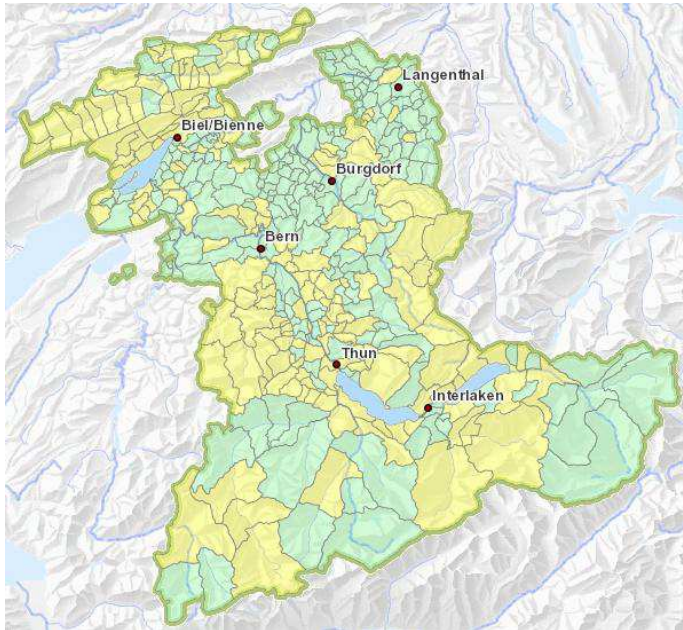 Langenthal
Biel/Bienne
Burgdorf
Bern
Thun
Interlaken